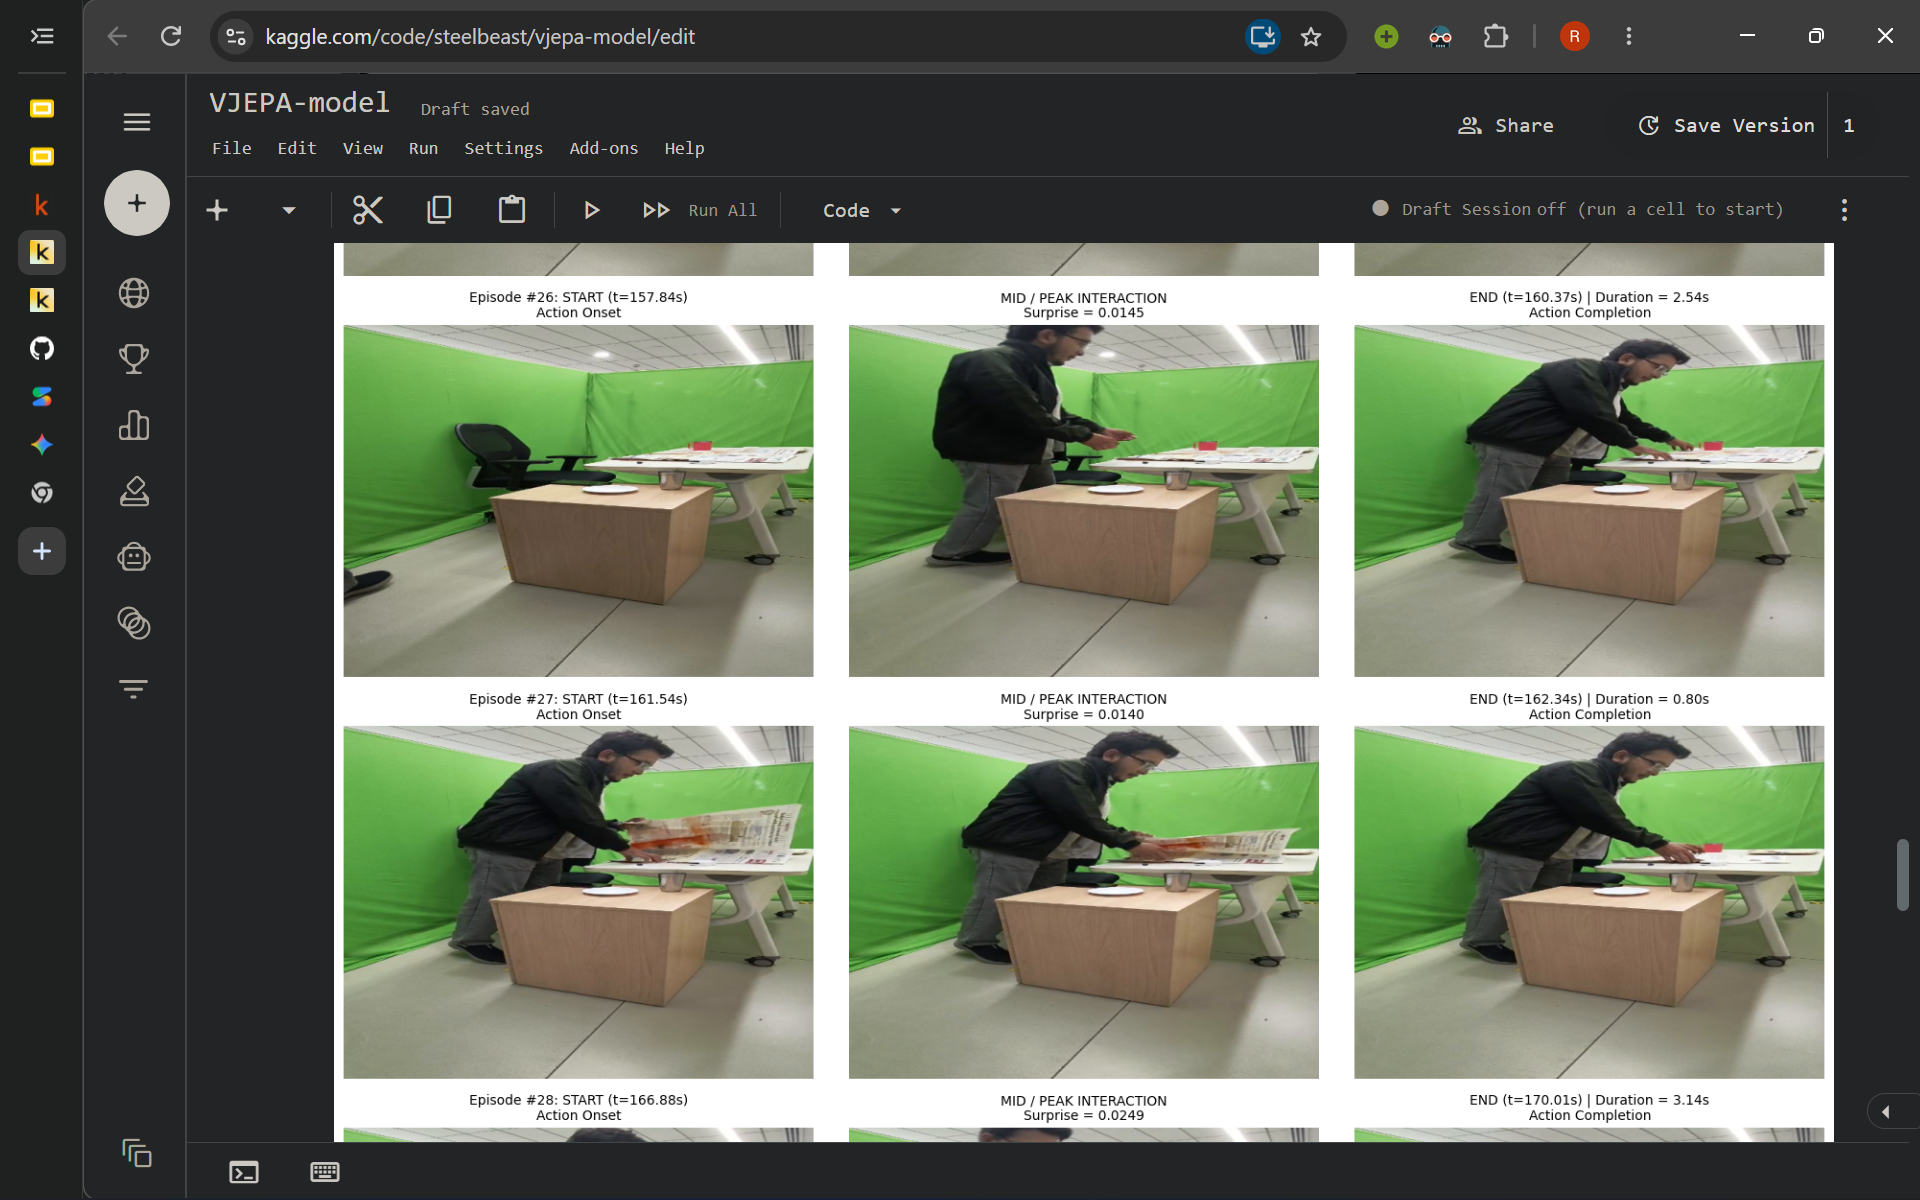 kaggle.com/code/steelbeast/vjepa-model/edit
R
VJEPA-model
Draft saved
File Edit View Run Settings Add-ons Help
Share
Save Version
1
Run All
Code
Draft Session off (run a cell to start)
Episode #26: START (t=157.84s)
Action Onset
MID / PEAK INTERACTION
Surprise = 0.0145
END (t=160.37s) | Duration = 2.54s
Action Completion
Episode #27: START (t=161.54s)
Action Onset
MID / PEAK INTERACTION
Surprise = 0.0140
END (t=162.34s) | Duration = 0.80s
Action Completion
Episode #28: START (t=166.88s)
Action Onset
MID / PEAK INTERACTION
Surprise = 0.0249
END (t=170.01s) | Duration = 3.14s
Action Completion